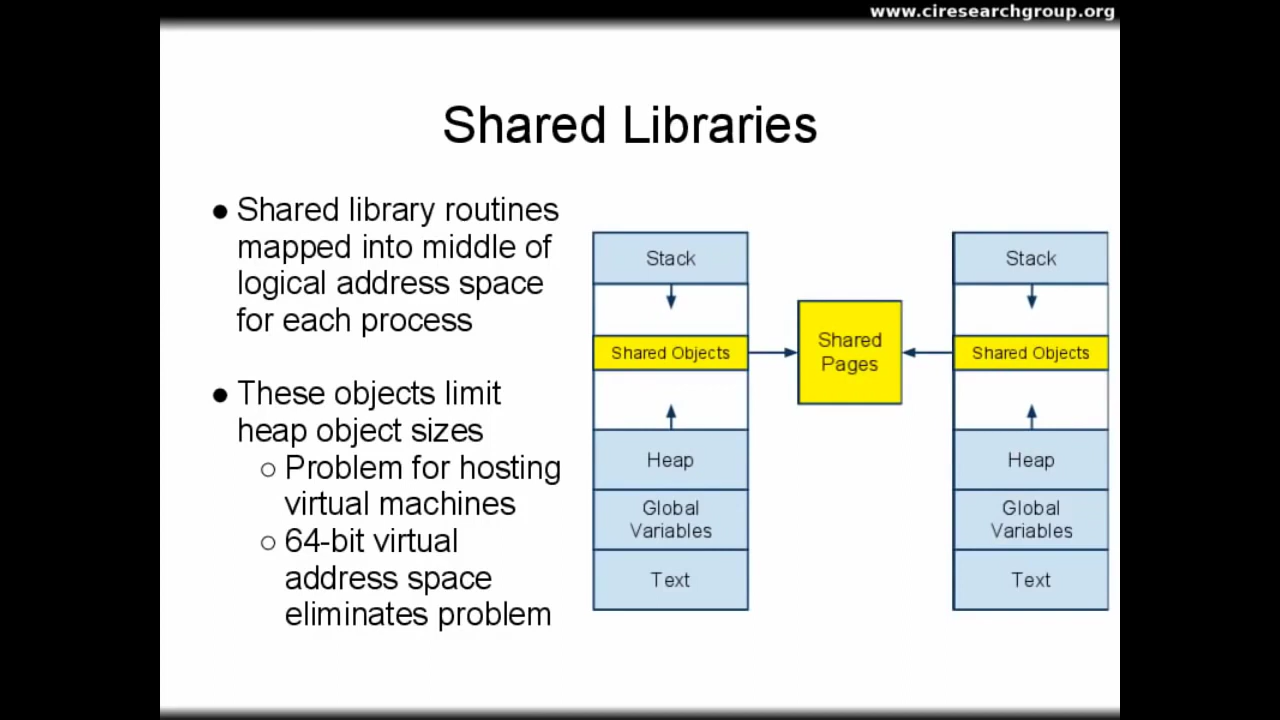 www.ciresearchgroup.org
Shared Libraries
● Shared library routines
mapped into middle of
logical address space
for each process
● These objects limit
heap object sizes
○ Problem for hosting
virtual machines
○ 64-bit virtual
address space
eliminates problem
Stack
Shared Objects
Heap
Global
Variables
Text
Shared
Pages
Stack
Shared Objects
Heap
Global
Variables
Text